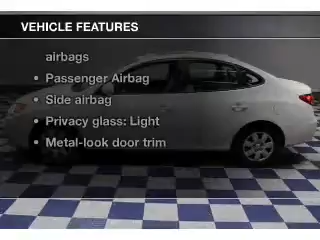 VEHICLE FEATURES
airbags
• Passenger Airbag
• Side airbag
• Privacy glass: Light
• Metal-look door trim